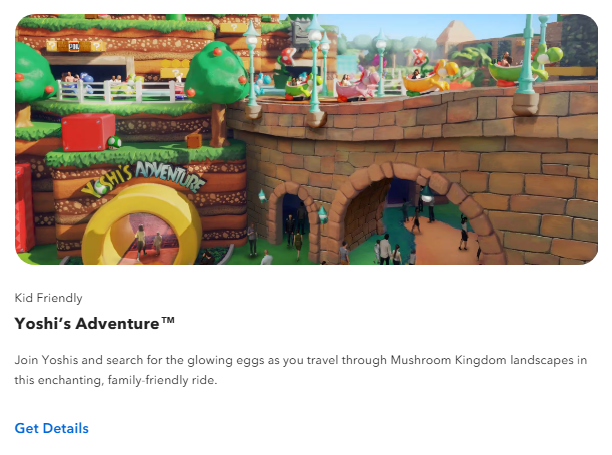 YOSHI'S ADVENTURE
Kid Friendly
Yoshi's Adventure™
Join Yoshis and search for the glowing eggs as you travel through Mushroom Kingdom landscapes in
this enchanting, family-friendly ride.
Get Details